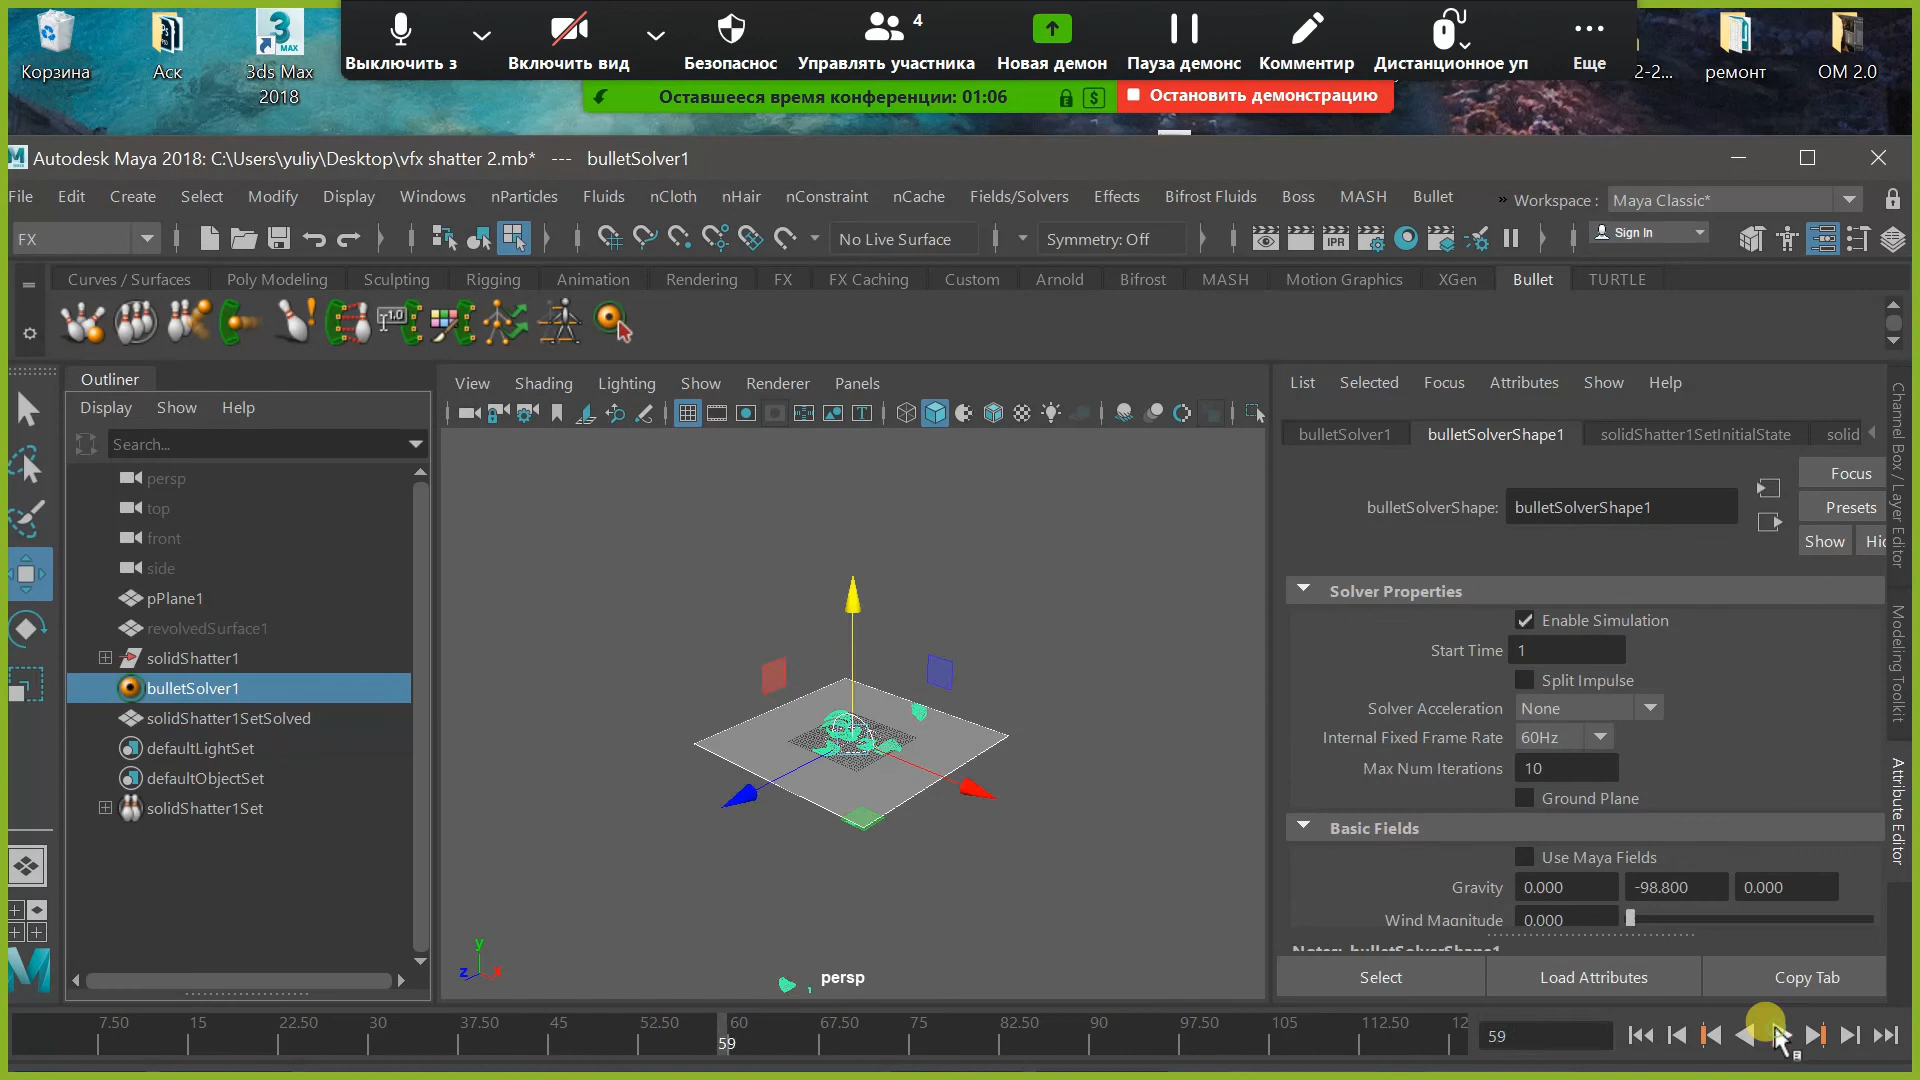 Корзина
Аск
3ds Max 2018
Выключить з
Включить вид
Безопаснос
4
Управлять участника
Новая демон
Пауза демонс
Комментир
Дистанционное уп
Еще
2-2...
ремонт
ОМ 2.0
Оставшееся время конференции: 01:06
Остановить демонстрацию
Autodesk Maya 2018: C:\Users\yuliy\Desktop\vfx shatter 2.mb* --- bulletSolver1
File Edit Create Select Modify Display Windows nParticles Fluids nCloth nHair nConstraint nCache Fields/Solvers Effects Bifrost Fluids Boss MASH Bullet
Workspace : Maya Classic*
FX
No Live Surface
Symmetry: Off
IPR
Sign In
Curves / Surfaces Poly Modeling Sculpting Rigging Animation Rendering FX FX Caching Custom Arnold Bifrost MASH Motion Graphics XGen Bullet TURTLE
1.0
Outliner
Display Show Help
Search...
persp
top
front
side
pPlane1
revolvedSurface1
solidShatter1
bulletSolver1
solidShatter1SetSolved
defaultLightSet
defaultObjectSet
solidShatter1Set
View Shading Lighting Show Renderer Panels
y
z x
persp
List Selected Focus Attributes Show Help
bulletSolver1 bulletSolverShape1 solidShatter1SetInitialState solid
bulletSolverShape: bulletSolverShape1
Focus
Presets
Show Hid
Solver Properties
Enable Simulation
Start Time 1
Split Impulse
Solver Acceleration None
Internal Fixed Frame Rate 60Hz
Max Num Iterations 10
Ground Plane
Basic Fields
Use Maya Fields
Gravity 0.000 -98.800 0.000
Wind Magnitude 0.000
Notes: bulletSolverShape1
Select Load Attributes Copy Tab
Channel Box / Layer Editor
Modeling Toolkit
Attribute Editor
7.50 15 22.50 30 37.50 45 52.50 60 67.50 75 82.50 90 97.50 105 112.50 12
59
59